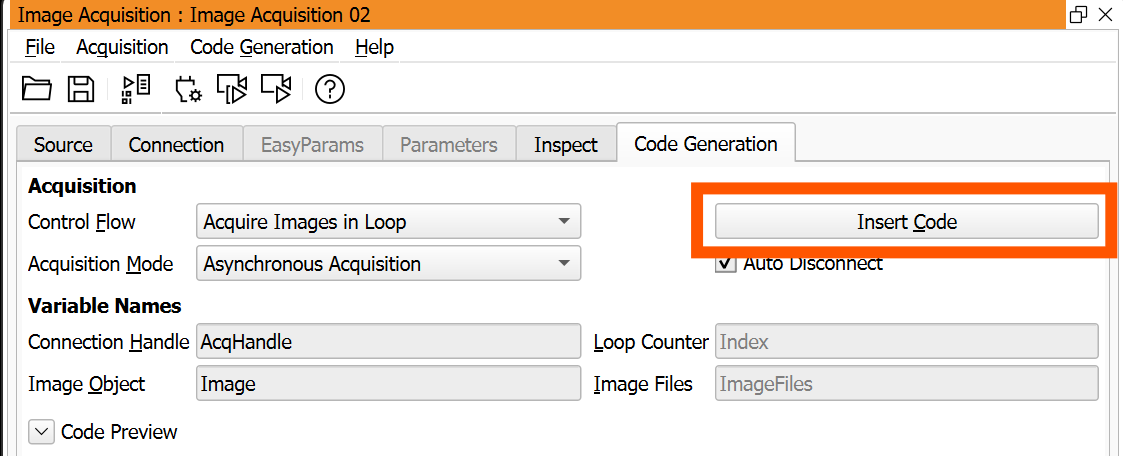 Image Acquisition : Image Acquisition 02
File Acquisition Code Generation Help
Source Connection EasyParams Parameters Inspect Code Generation
Acquisition
Control Flow Acquire Images in Loop Insert Code
Acquisition Mode Asynchronous Acquisition Auto Disconnect
Variable Names
Connection Handle AcqHandle Loop Counter Index
Image Object Image Image Files ImageFiles
Code Preview